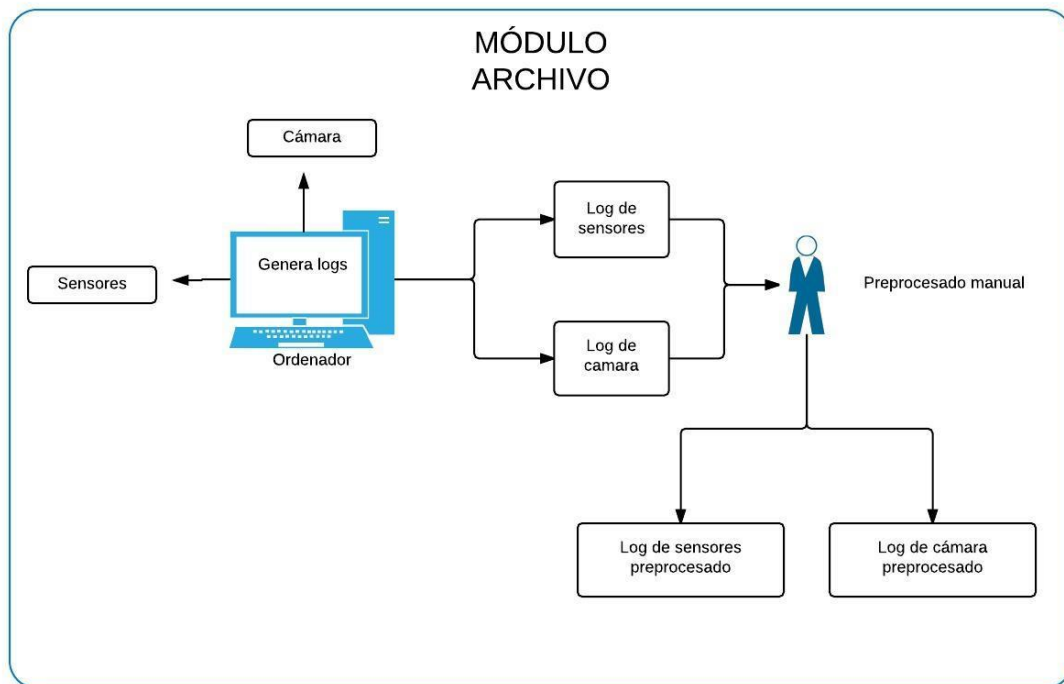 MÓDULO
ARCHIVO
Cámara
Sensores
Genera logs
Ordenador
Log de
sensores
Log de
camara
Preprocesado manual
Log de sensores
preprocesado
Log de cámara
preprocesado